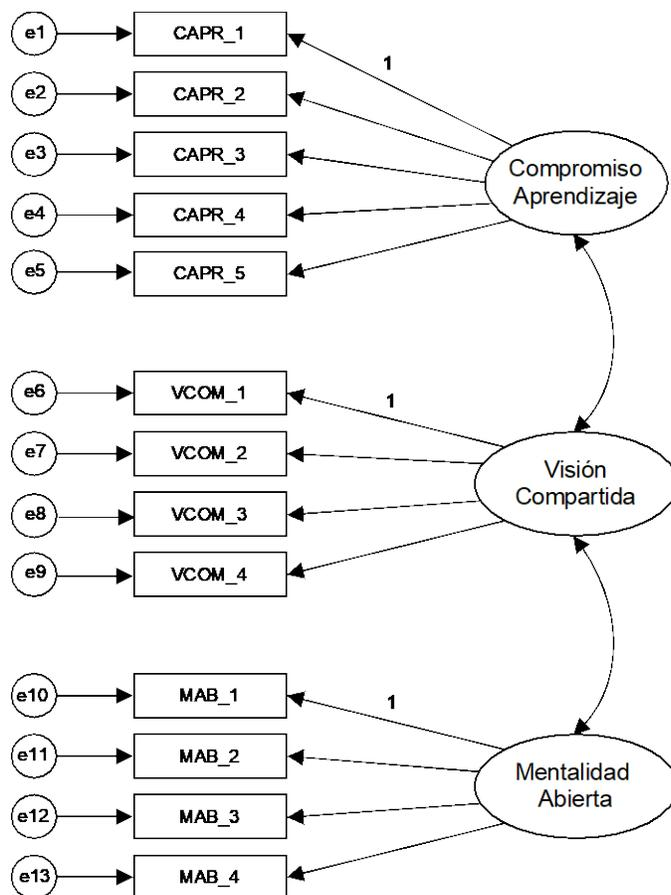 e1
CAPR_1
1
e2
CAPR_2
e3
CAPR_3
Compromiso
Aprendizaje
e4
CAPR_4
e5
CAPR_5
e6
VCOM_1
1
e7
VCOM_2
Visión
Compartida
e8
VCOM_3
e9
VCOM_4
e10
MAB_1
1
e11
MAB_2
Mentalidad
Abierta
e12
MAB_3
e13
MAB_4